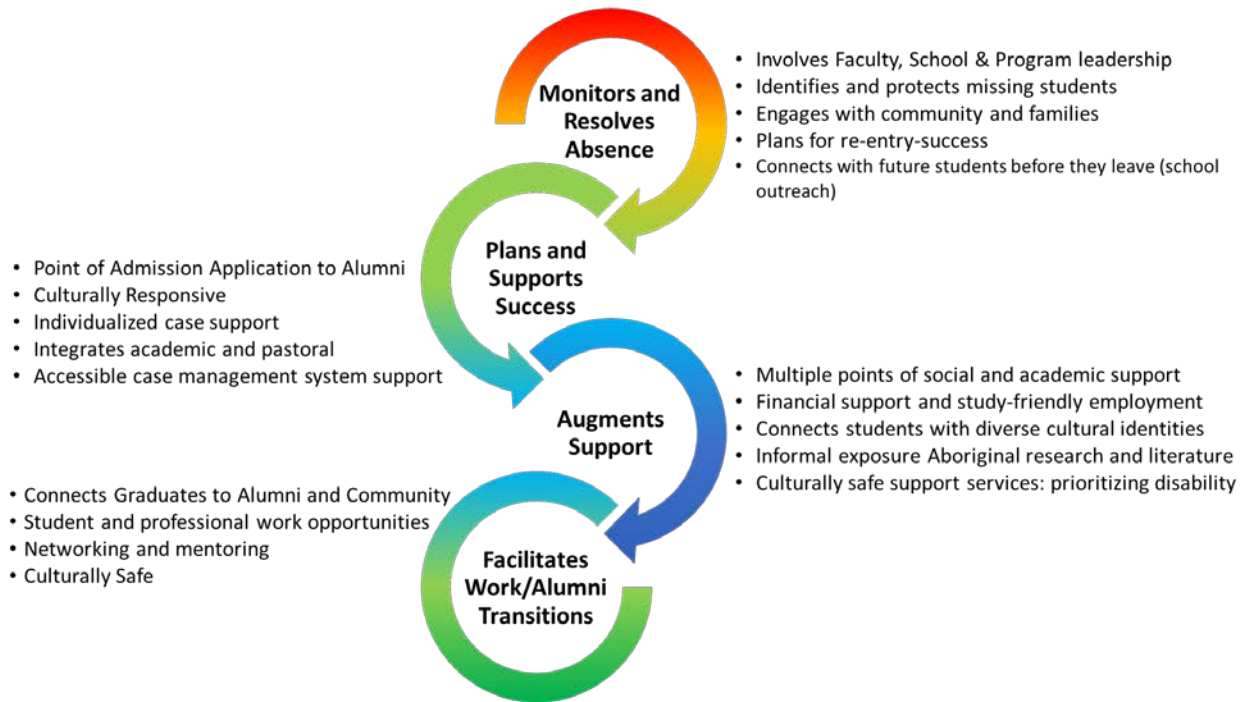 Monitors and
Resolves
Absence
• Involves Faculty, School & Program leadership
• Identifies and protects missing students
• Engages with community and families
• Plans for re-entry-success
• Connects with future students before they leave (school
outreach)
Plans and
Supports
Success
• Point of Admission Application to Alumni
• Culturally Responsive
• Individualized case support
• Integrates academic and pastoral
• Accessible case management system support
Augments
Support
• Multiple points of social and academic support
• Financial support and study-friendly employment
• Connects students with diverse cultural identities
• Informal exposure Aboriginal research and literature
• Culturally safe support services: prioritizing disability
Facilitates
Work/Alumni
Transitions
• Connects Graduates to Alumni and Community
• Student and professional work opportunities
• Networking and mentoring
• Culturally Safe